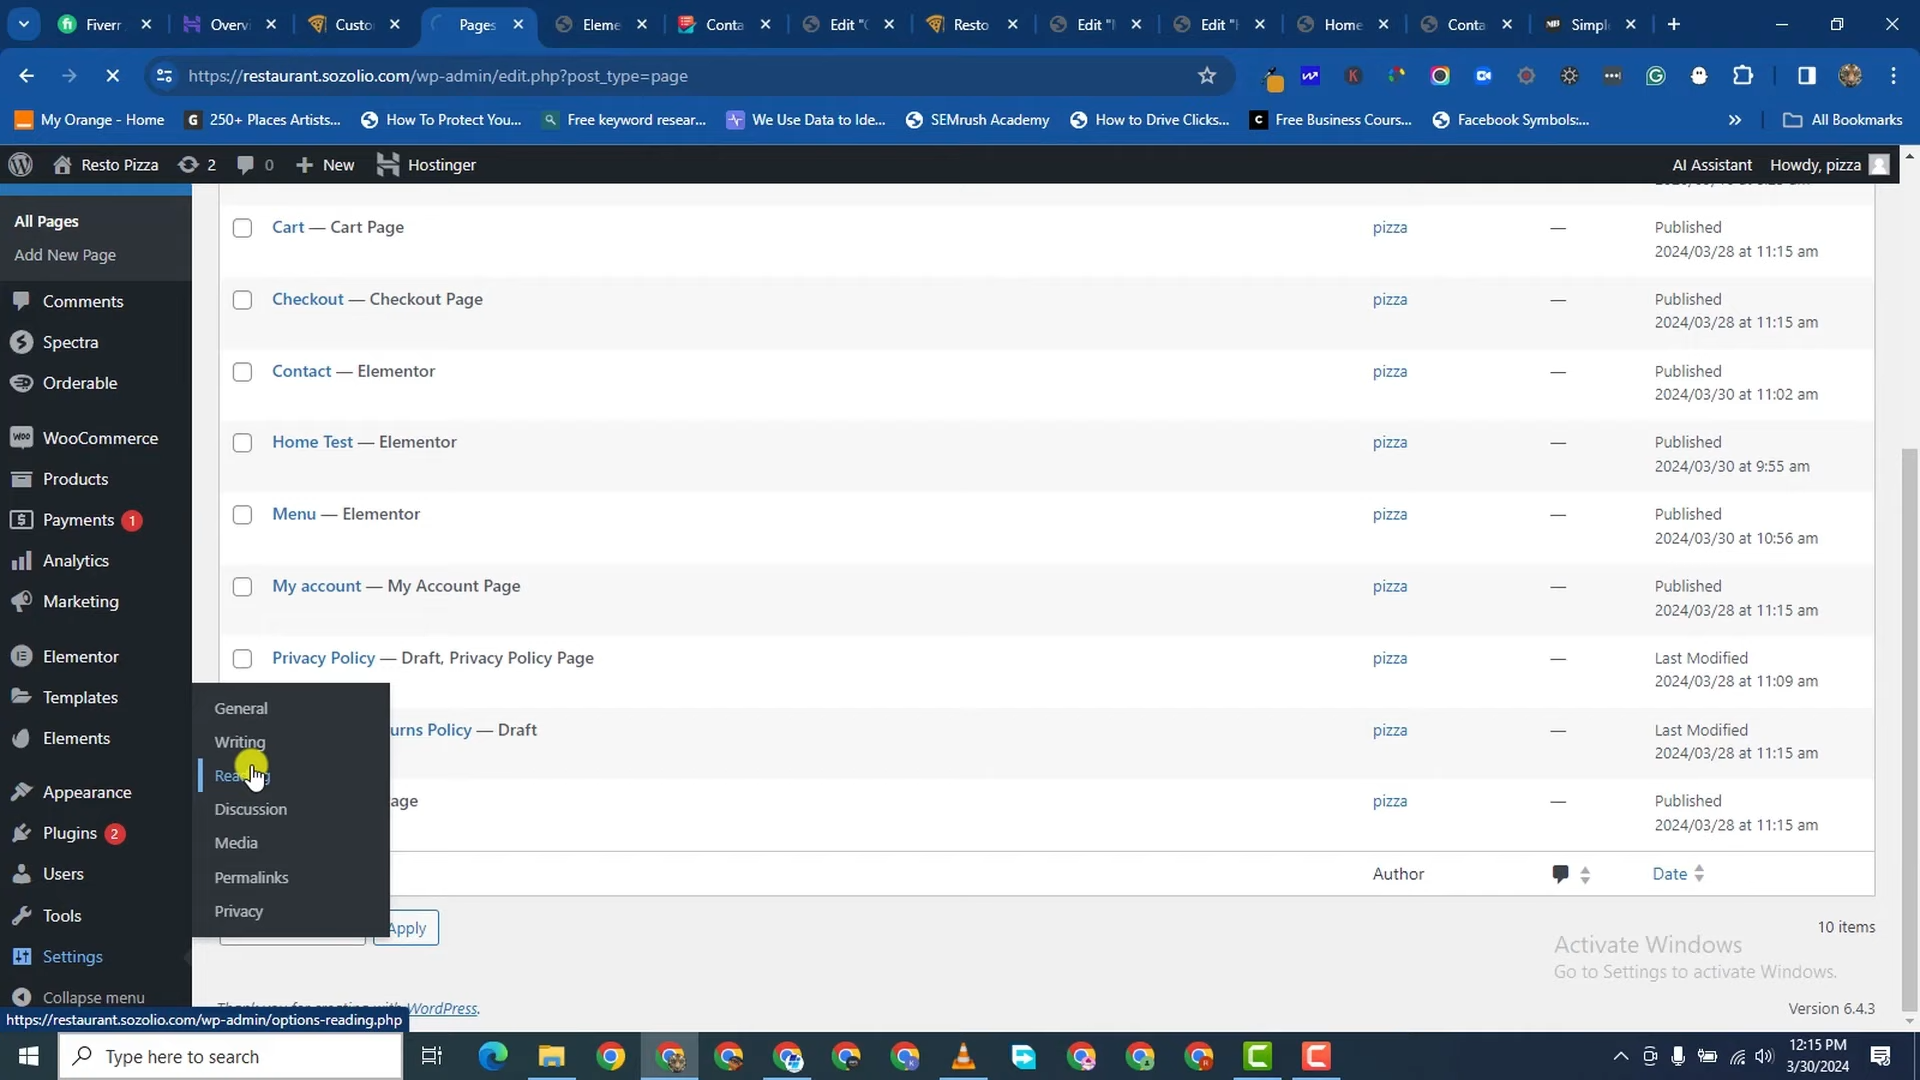 Fiverr
Overv
Custo
Pages
Eleme
Conta
Edit "C
Resto
Edit "
Edit "
Home
Conta
Simpl
https://restaurant.sozolio.com/wp-admin/edit.php?post_type=page
My Orange - Home
250+ Places Artists...
How To Protect You...
Free keyword resear...
We Use Data to Ide...
SEMrush Academy
How to Drive Clicks...
Free Business Cours...
Facebook Symbols:...
All Bookmarks
Resto Pizza
2
0
New
Hostinger
AI Assistant
Howdy, pizza
All Pages
Add New Page
Comments
Spectra
Orderable
WooCommerce
Products
Payments 1
Analytics
Marketing
Elementor
Templates
Elements
Appearance
Plugins 2
Users
Tools
Settings
Collapse menu
General
Writing
Reading
Discussion
Media
Permalinks
Privacy
Cart — Cart Page
pizza
—
Published
2024/03/28 at 11:15 am
Checkout — Checkout Page
pizza
—
Published
2024/03/28 at 11:15 am
Contact — Elementor
pizza
—
Published
2024/03/30 at 11:02 am
Home Test — Elementor
pizza
—
Published
2024/03/30 at 9:55 am
Menu — Elementor
pizza
—
Published
2024/03/30 at 10:56 am
My account — My Account Page
pizza
—
Published
2024/03/28 at 11:15 am
Privacy Policy — Draft, Privacy Policy Page
pizza
—
Last Modified
2024/03/28 at 11:09 am
urns Policy — Draft
pizza
—
Last Modified
2024/03/28 at 11:15 am
age
pizza
—
Published
2024/03/28 at 11:15 am
Author
Date
Apply
10 items
Activate Windows
Go to Settings to activate Windows.
Thank you for creating with WordPress.
Version 6.4.3
https://restaurant.sozolio.com/wp-admin/options-reading.php
Type here to search
12:15 PM
3/30/2024